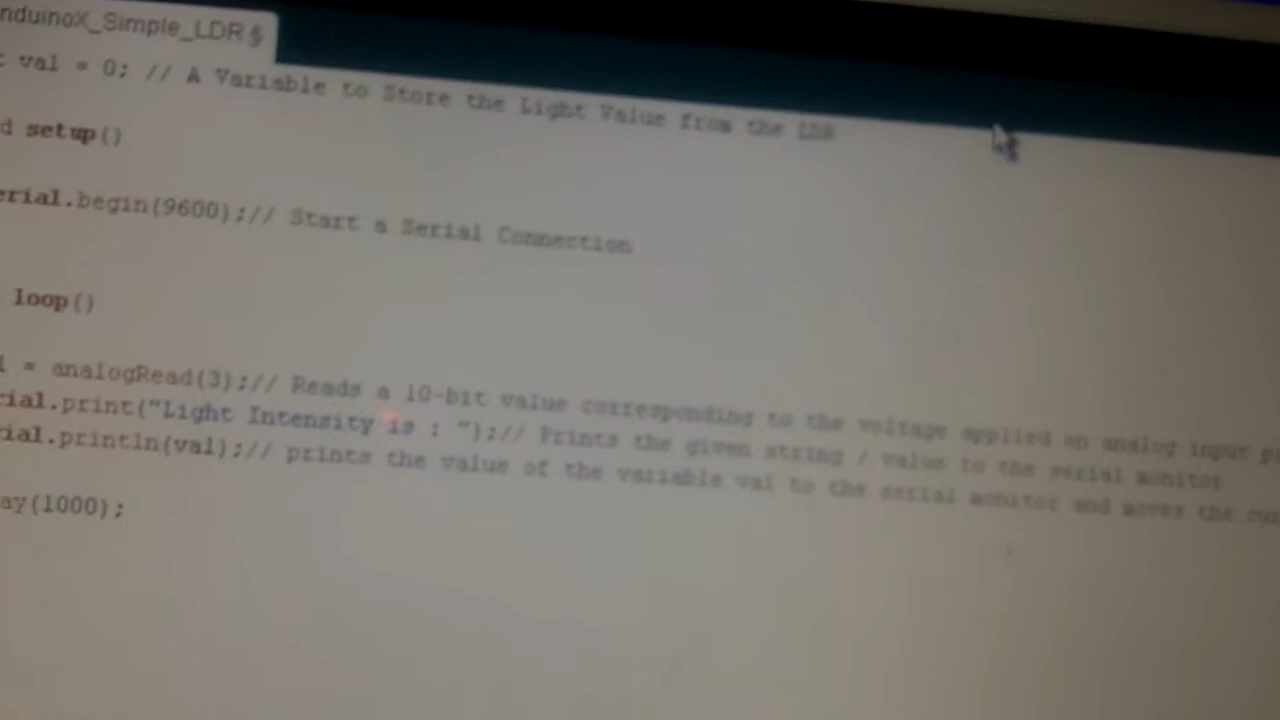 nduinoX_Simple_LDR §
t val = 0; // A Variable to Store the Light Value from the LDR
d setup()
erial.begin(9600);// Start a Serial Connection
loop()
l = analogRead(3);// Reads a 10-bit value corresponding to the voltage applied on analog input pi
rial.print("Light Intensity is : ");// Prints the given string / value to the serial monitor
rial.println(val);// prints the value of the variable val to the serial monitor and moves the cur
ay(1000);